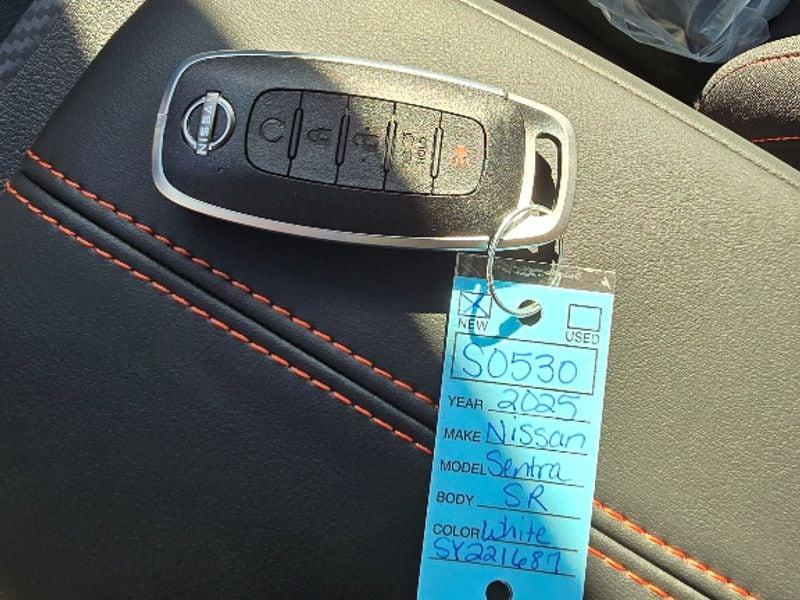 NISSAN
NEW
USED
S0530
YEAR 2025
MAKE Nissan
MODEL Sentra
BODY SR
COLOR White
SY221687